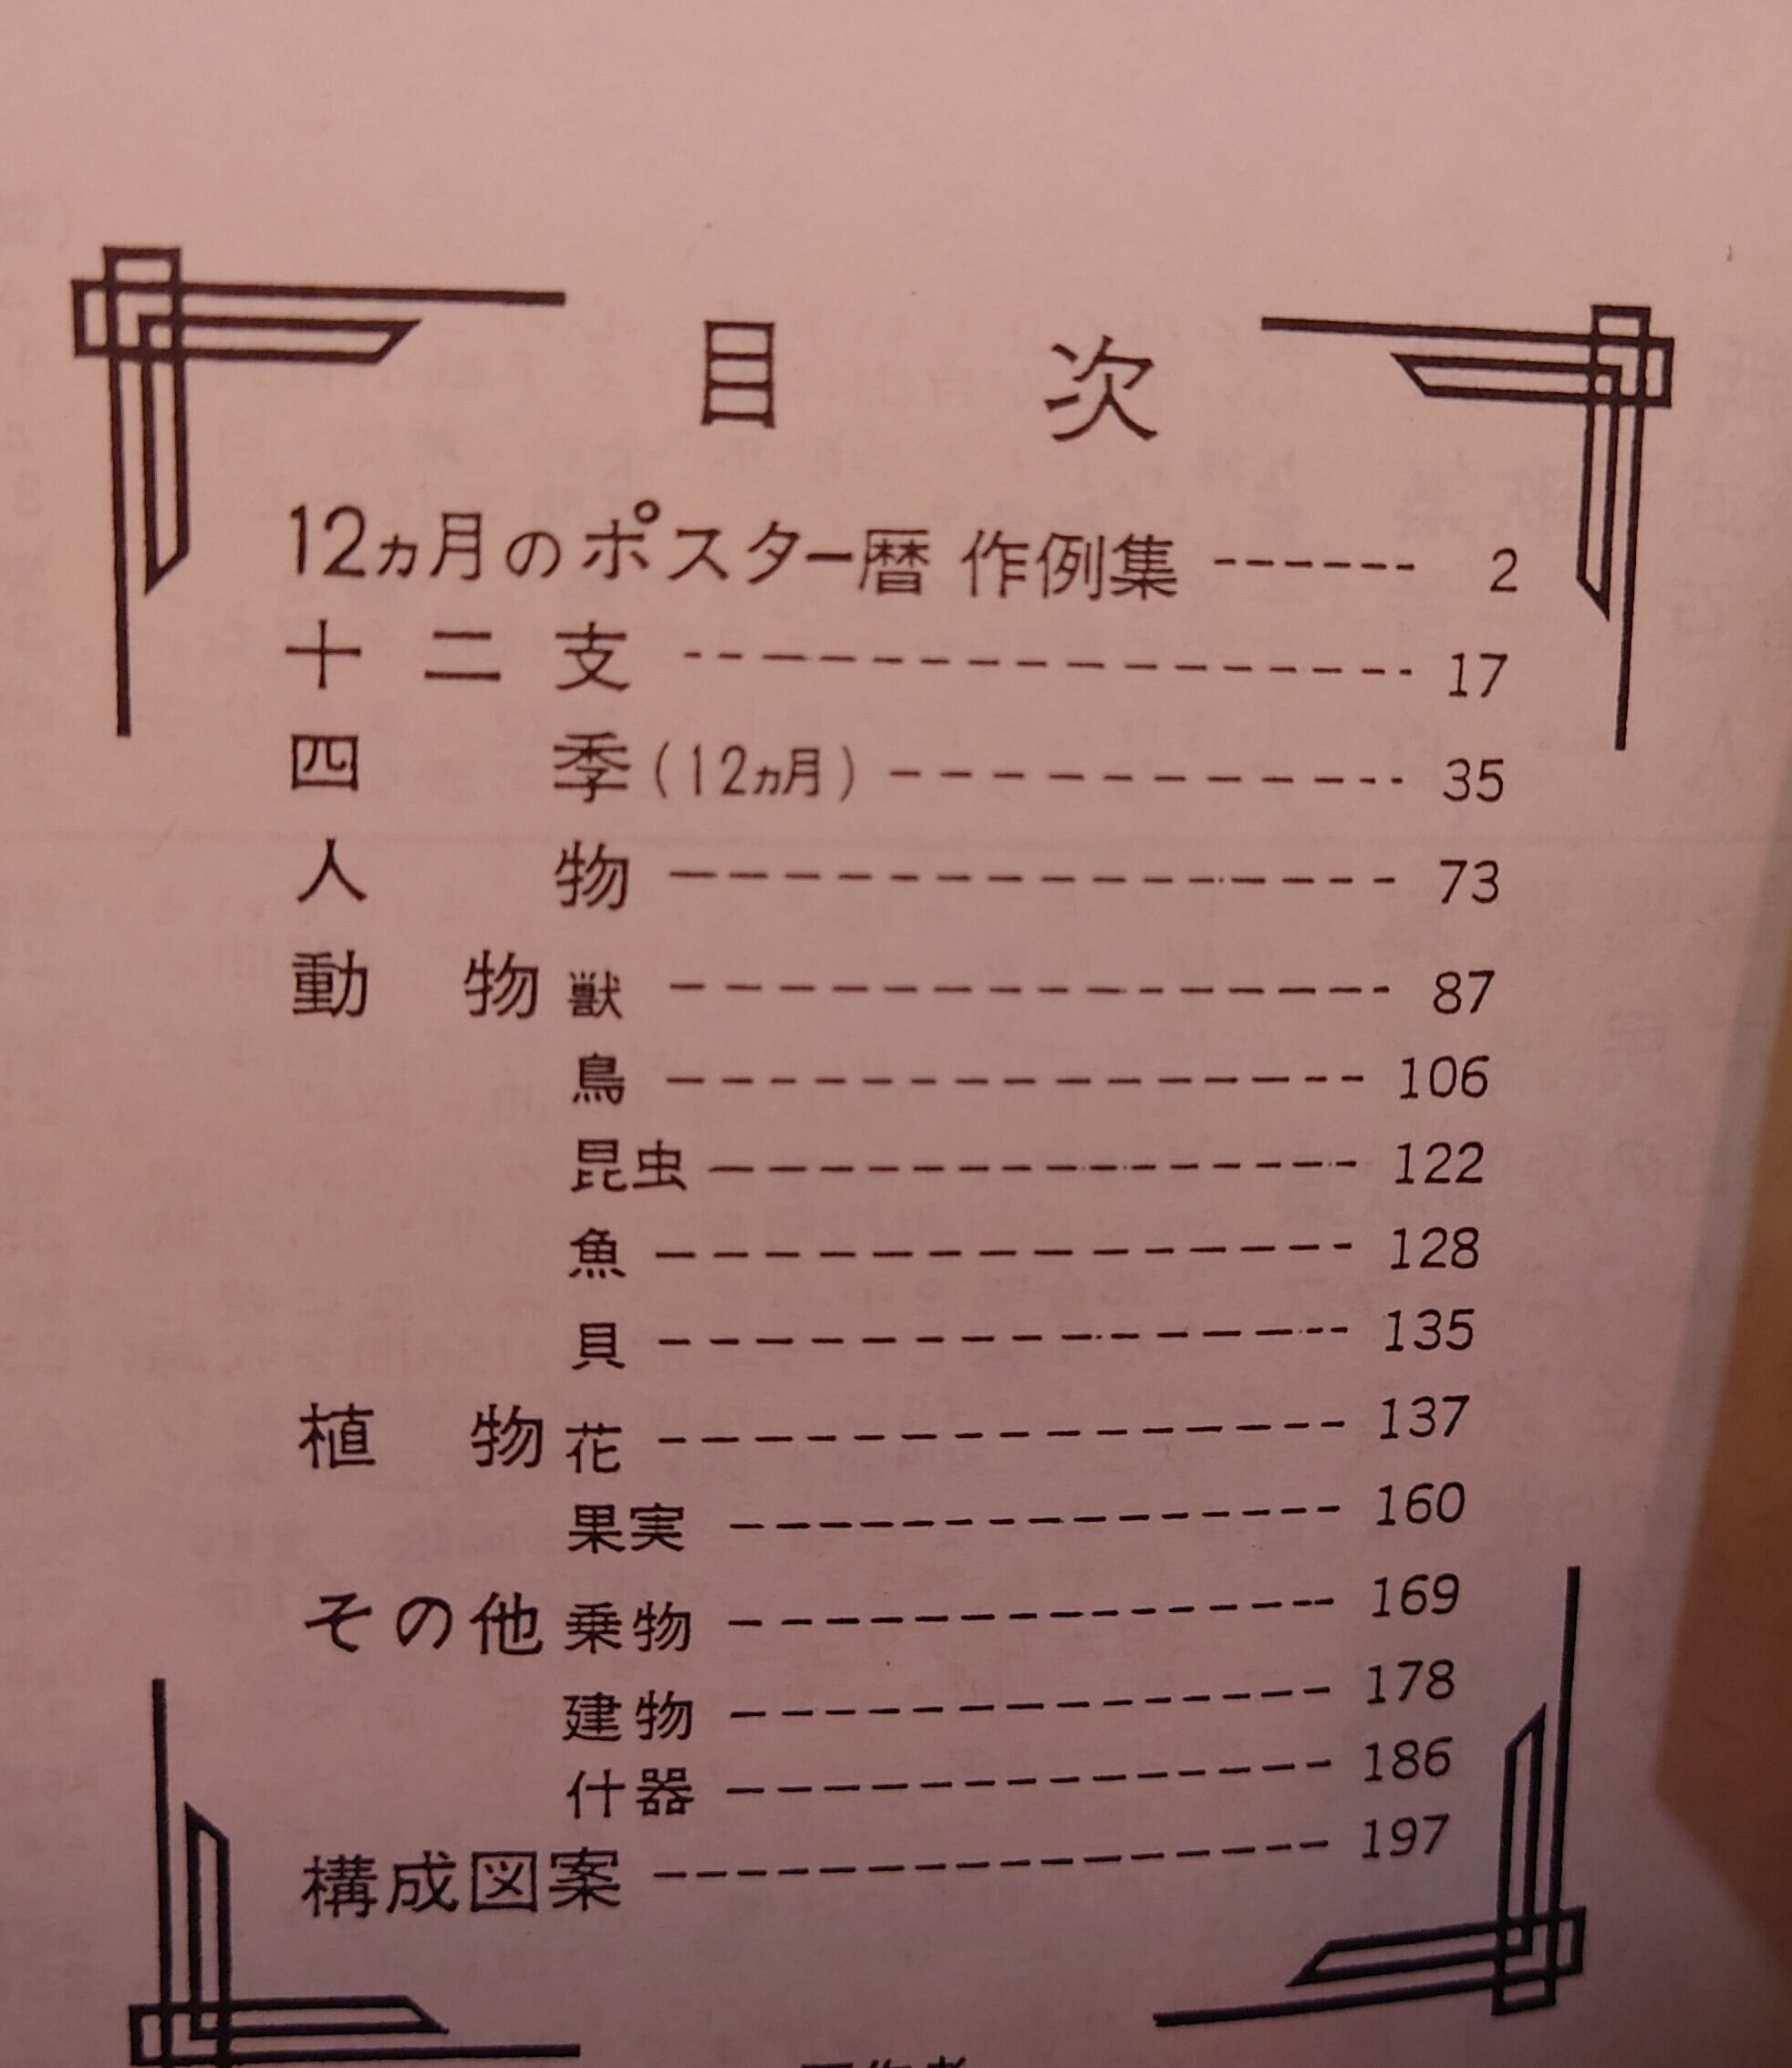 目次
12ヵ月のポスター暦 作例集 ------ 2
十二支 ------------------ 17
四季(12ヵ月) ------------- 35
人物 ---------------- 73
動物 獣 ---------------- 87
鳥 ----------------- 106
昆虫 ---------------- 122
魚 ---------------- 128
貝 ---------------- 135
植物 花 --------------- 137
果実 --------------- 160
その他 乗物 -------------- 169
建物 ------------- 178
什器 ------------- 186
構成図案 ---------------- 197